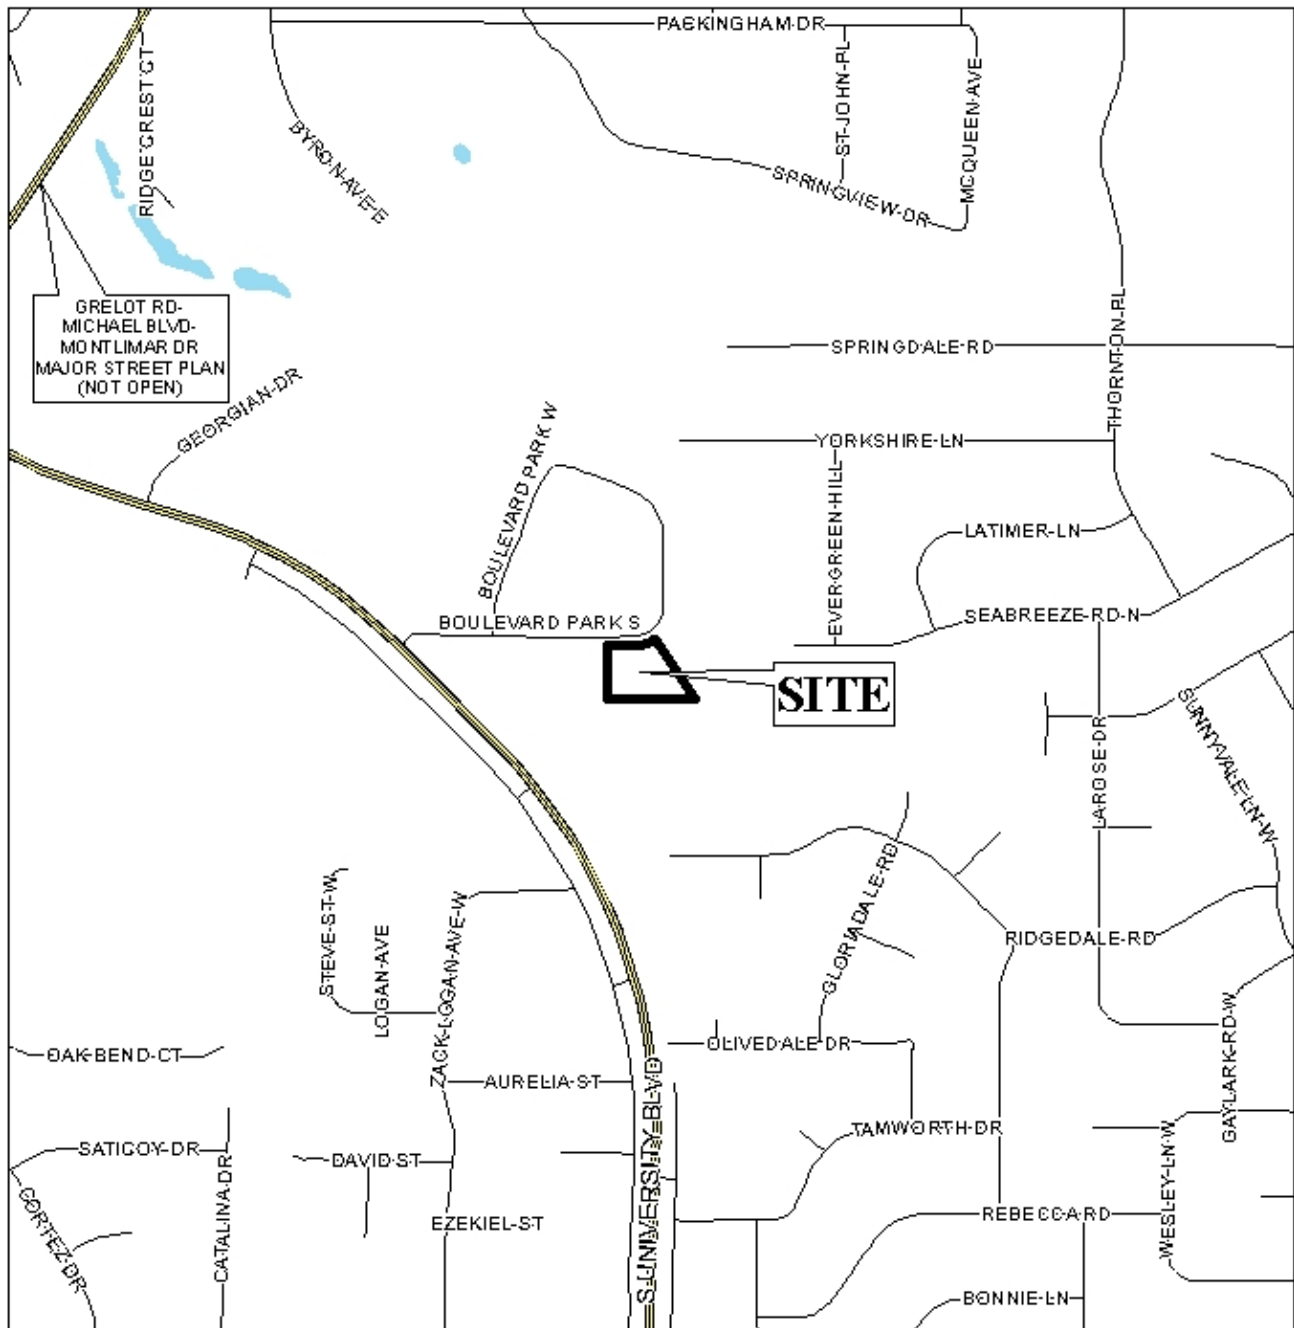 PACKINGHAM DR
RIDGECREST CT
BYRON AVE E
ST JOHN PL
MCQUEEN AVE
SPRINGVIEW DR
GRELOT RD-
MICHAEL BLVD-
MONTLIMAR DR
MAJOR STREET PLAN
(NOT OPEN)
THORNTON PL
SPRINGDALE RD
GEORGIAN DR
YORKSHIRE LN
BOULEVARD PARK W
EVERGREEN HILL
LATIMER LN
BOULEVARD PARK S
SEABREEZE RD N
SITE
SUNNYVALE LN W
LAROSE DR
GLORIADALE RD
STEVE ST W
LOGAN AVE
ZACK LOGAN AVE W
RIDGEDALE RD
GAYLARK RD W
OAK BEND CT
OLIVEDALE DR
AURELIA ST
S UNIVERSITY BLVD
TAMWORTH DR
WESLEY LN W
SATICOY DR
DAVID ST
CATALINA DR
CORTEZ DR
EZEKIEL ST
REBECCA RD
BONNIE LN